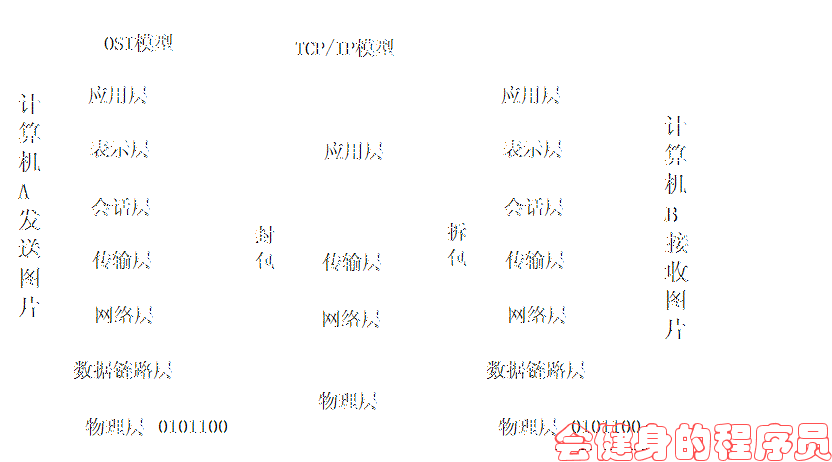 OSI模型
TCP/IP模型
计算机A发送图片
应用层
表示层
会话层
传输层
网络层
数据链路层
物理层 0101100
封包
应用层
传输层
网络层
物理层
拆包
应用层
表示层
会话层
传输层
网络层
数据链路层
物理层 0101100
计算机B接收图片
会健身的程序员